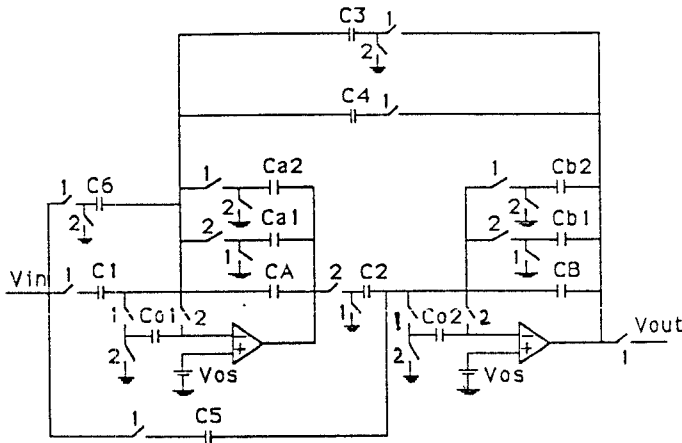 C3 1
2
C4 1
1 Ca2 1 Cb2
1 C6 2 2
2 2 Ca1 2 Cb1
1 1
Vin 1 C1 CA 2 C2 CB
1 Co1 2 1 1 Co2 2 Vout
2 2 1
Vos Vos
1 C5